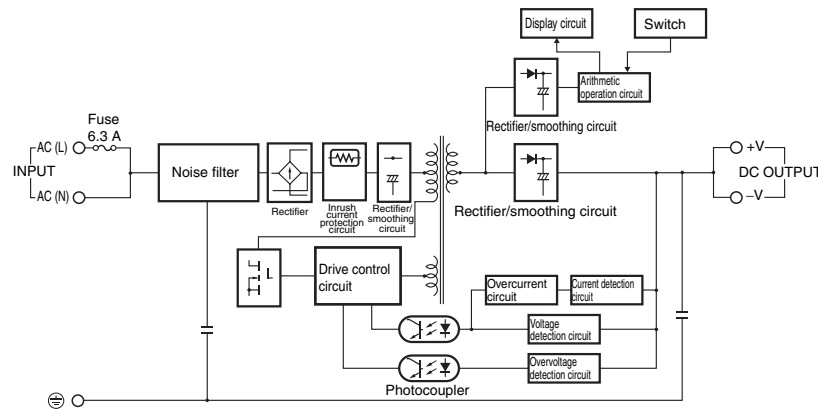 Display circuit
Switch
Arithmetic
operation circuit
Rectifier/smoothing circuit
Fuse
6.3 A
AC (L)
INPUT
AC (N)
Noise filter
Rectifier
Inrush
current
protection
circuit
Rectifier/
smoothing
circuit
Rectifier/smoothing circuit
+V
DC OUTPUT
−V
Drive control
circuit
Overcurrent
circuit
Current detection
circuit
Voltage
detection circuit
Overvoltage
detection circuit
Photocoupler